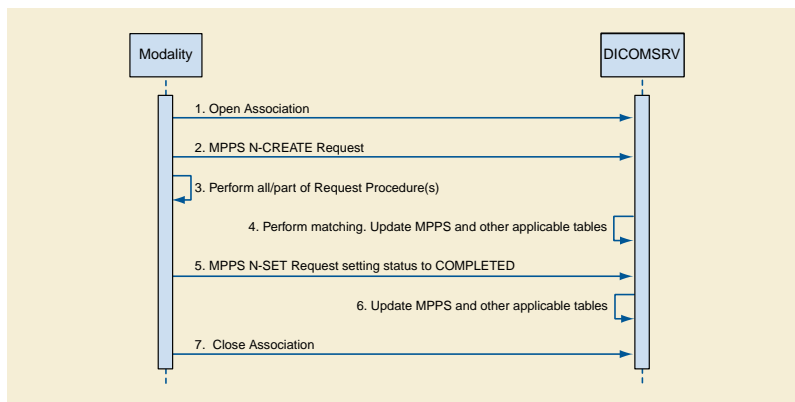 Modality
DICOMSRV
1. Open Association
2. MPPS N-CREATE Request
3. Perform all/part of Request Procedure(s)
4. Perform matching. Update MPPS and other applicable tables
5. MPPS N-SET Request setting status to COMPLETED
6. Update MPPS and other applicable tables
7. Close Association